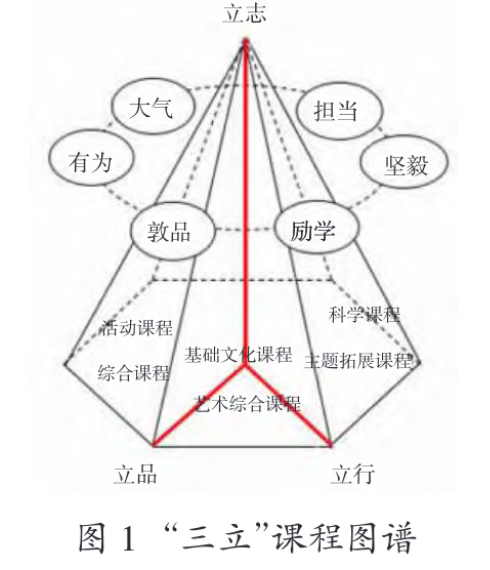 立志
大气
担当
有为
坚毅
敦品
励学
科学课程
活动课程
基础文化课程
主题拓展课程
综合课程
艺术综合课程
立品
立行
图 1 “三立”课程图谱